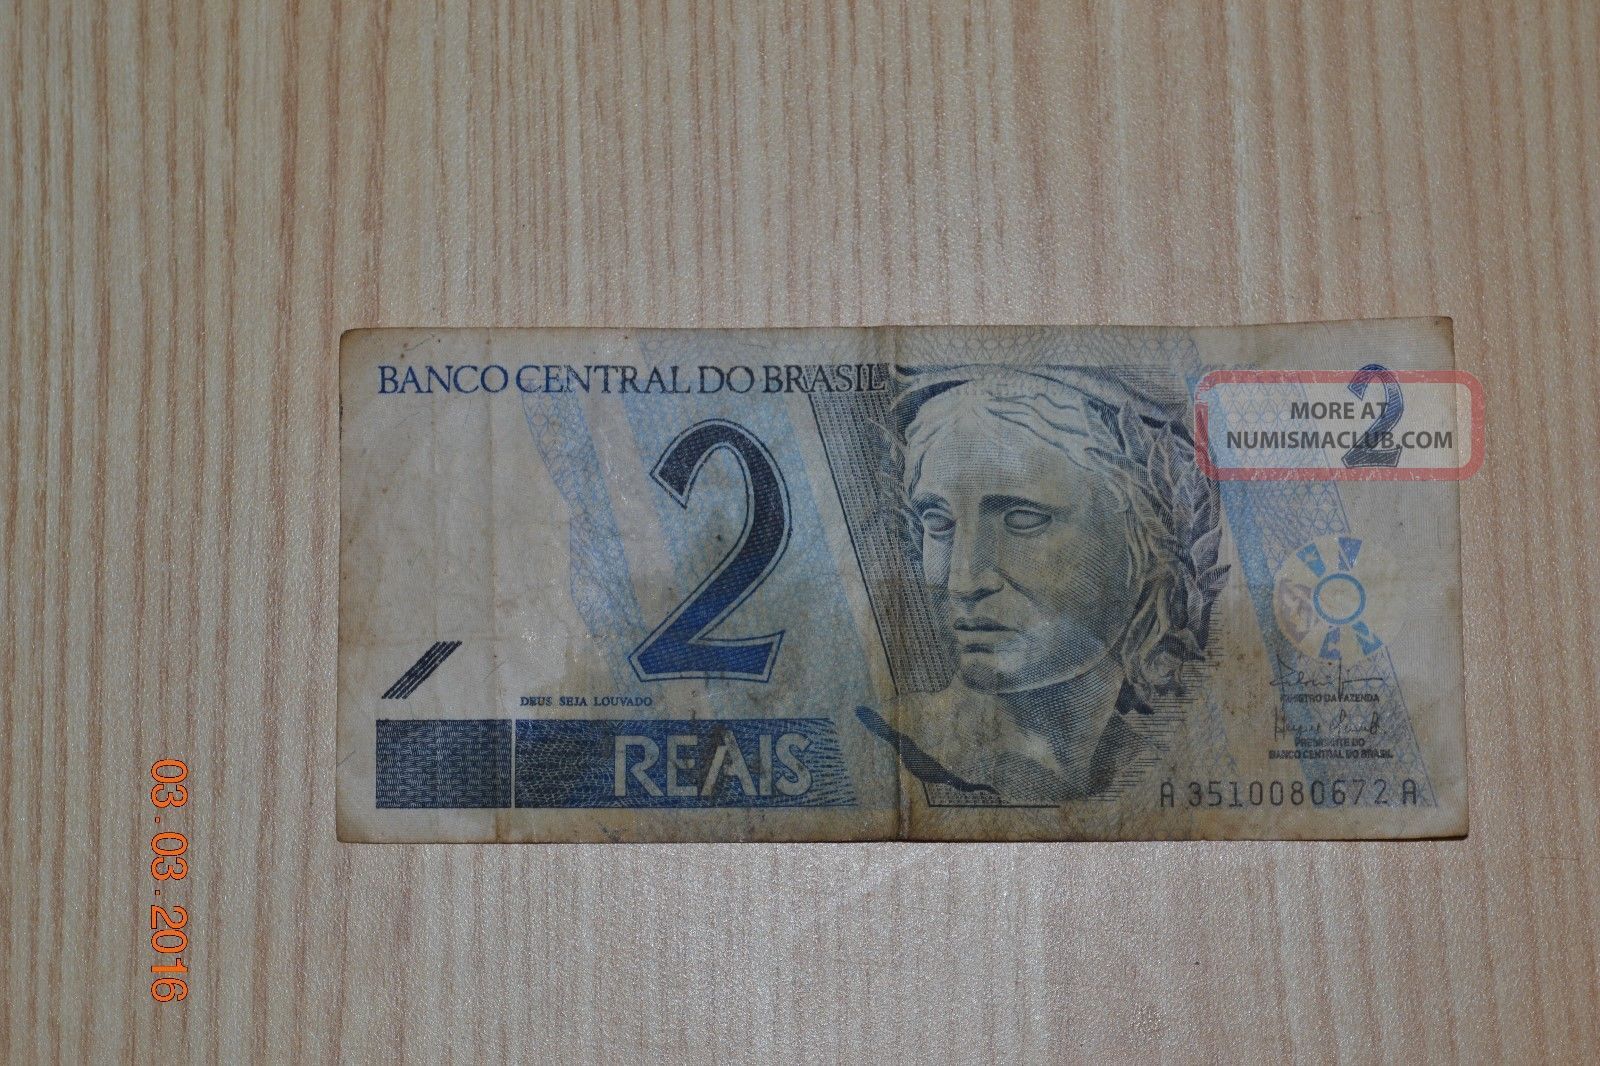 BANCO CENTRAL DO BRASIL
2
2
MORE AT
NUMISMACLUB.COM
DEUS SEJA LOUVADO
REAIS
MINISTRO DA FAZENDA
PRESIDENTE DO
BANCO CENTRAL DO BRASIL
A 3510080672 A
03.03.2016